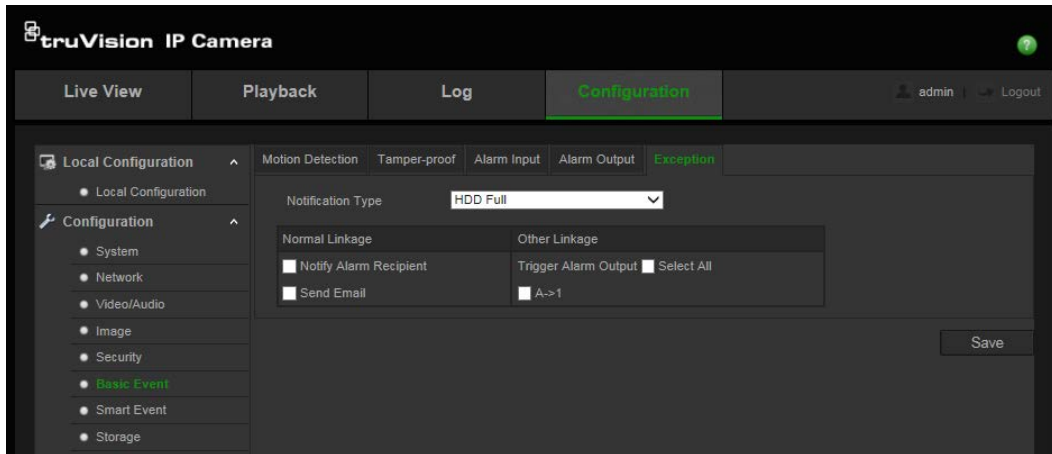 truVision IP Camera
?
Live View Playback Log Configuration admin | Logout
Local Configuration
Local Configuration
Configuration
System
Network
Video/Audio
Image
Security
Basic Event
Smart Event
Storage
Motion Detection Tamper-proof Alarm Input Alarm Output Exception
Notification Type HDD Full
Normal Linkage Other Linkage
Notify Alarm Recipient Trigger Alarm Output Select All
Send Email A->1
Save